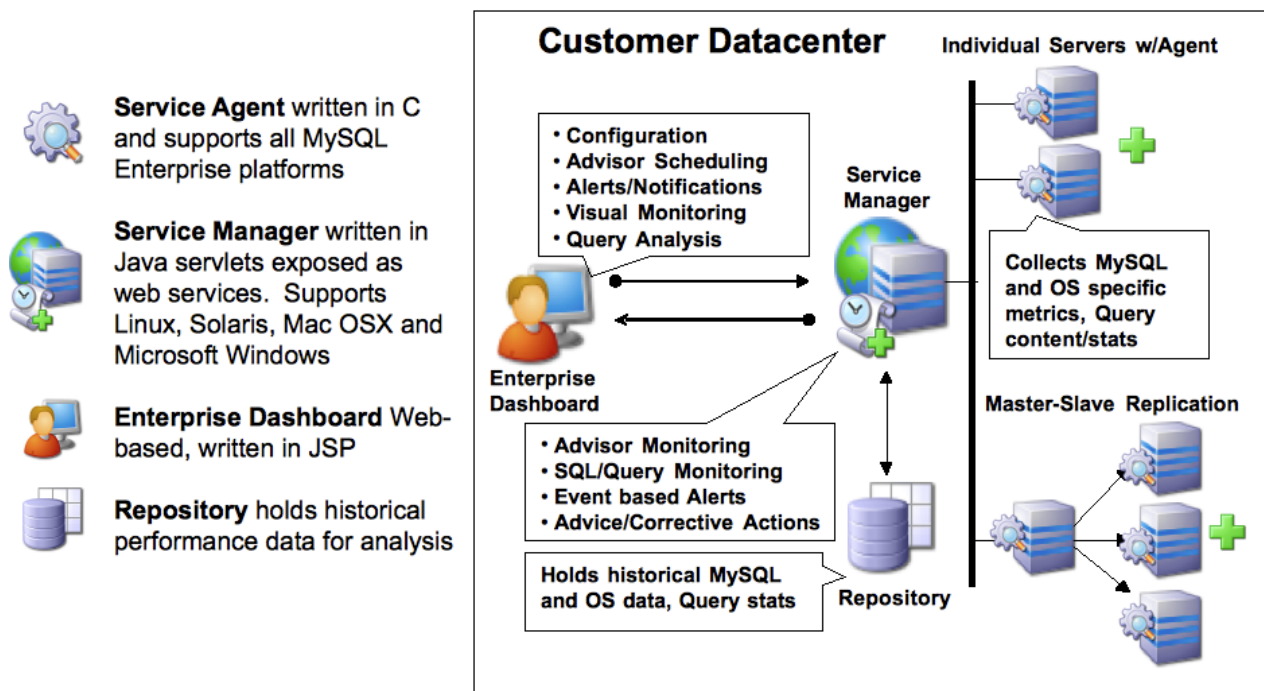 Service Agent written in C
and supports all MySQL
Enterprise platforms
Service Manager written in
Java servlets exposed as
web services.  Supports
Linux, Solaris, Mac OSX and
Microsoft Windows
Enterprise Dashboard Web-
based, written in JSP
Repository holds historical
performance data for analysis
Customer Datacenter
• Configuration
• Advisor Scheduling
• Alerts/Notifications
• Visual Monitoring
• Query Analysis
Service
Manager
Enterprise
Dashboard
• Advisor Monitoring
• SQL/Query Monitoring
• Event based Alerts
• Advice/Corrective Actions
Holds historical MySQL
and OS data, Query stats
Repository
Individual Servers w/Agent
Collects MySQL
and OS specific
metrics, Query
content/stats
Master-Slave Replication